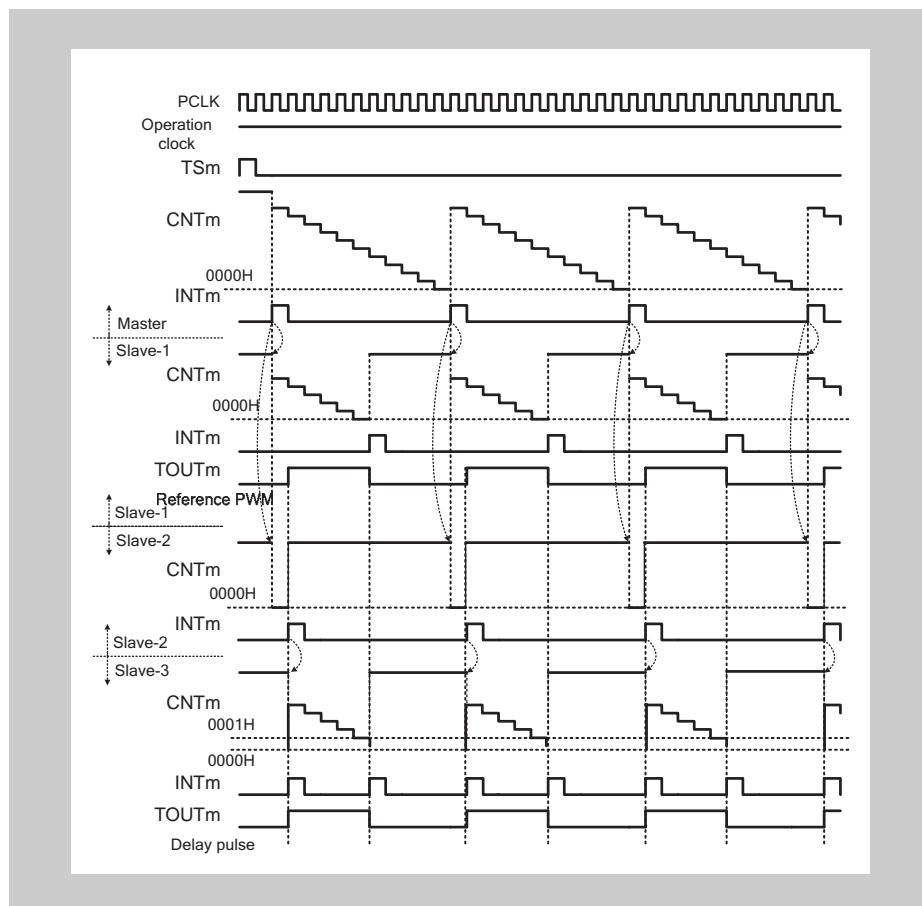 PCLK
Operation
clock
TSm
CNTm
0000H
INTm
Master
Slave-1
CNTm
0000H
INTm
TOUTm
Reference PWM
Slave-1
Slave-2
CNTm
0000H
INTm
Slave-2
Slave-3
CNTm
0001H
0000H
INTm
TOUTm
Delay pulse